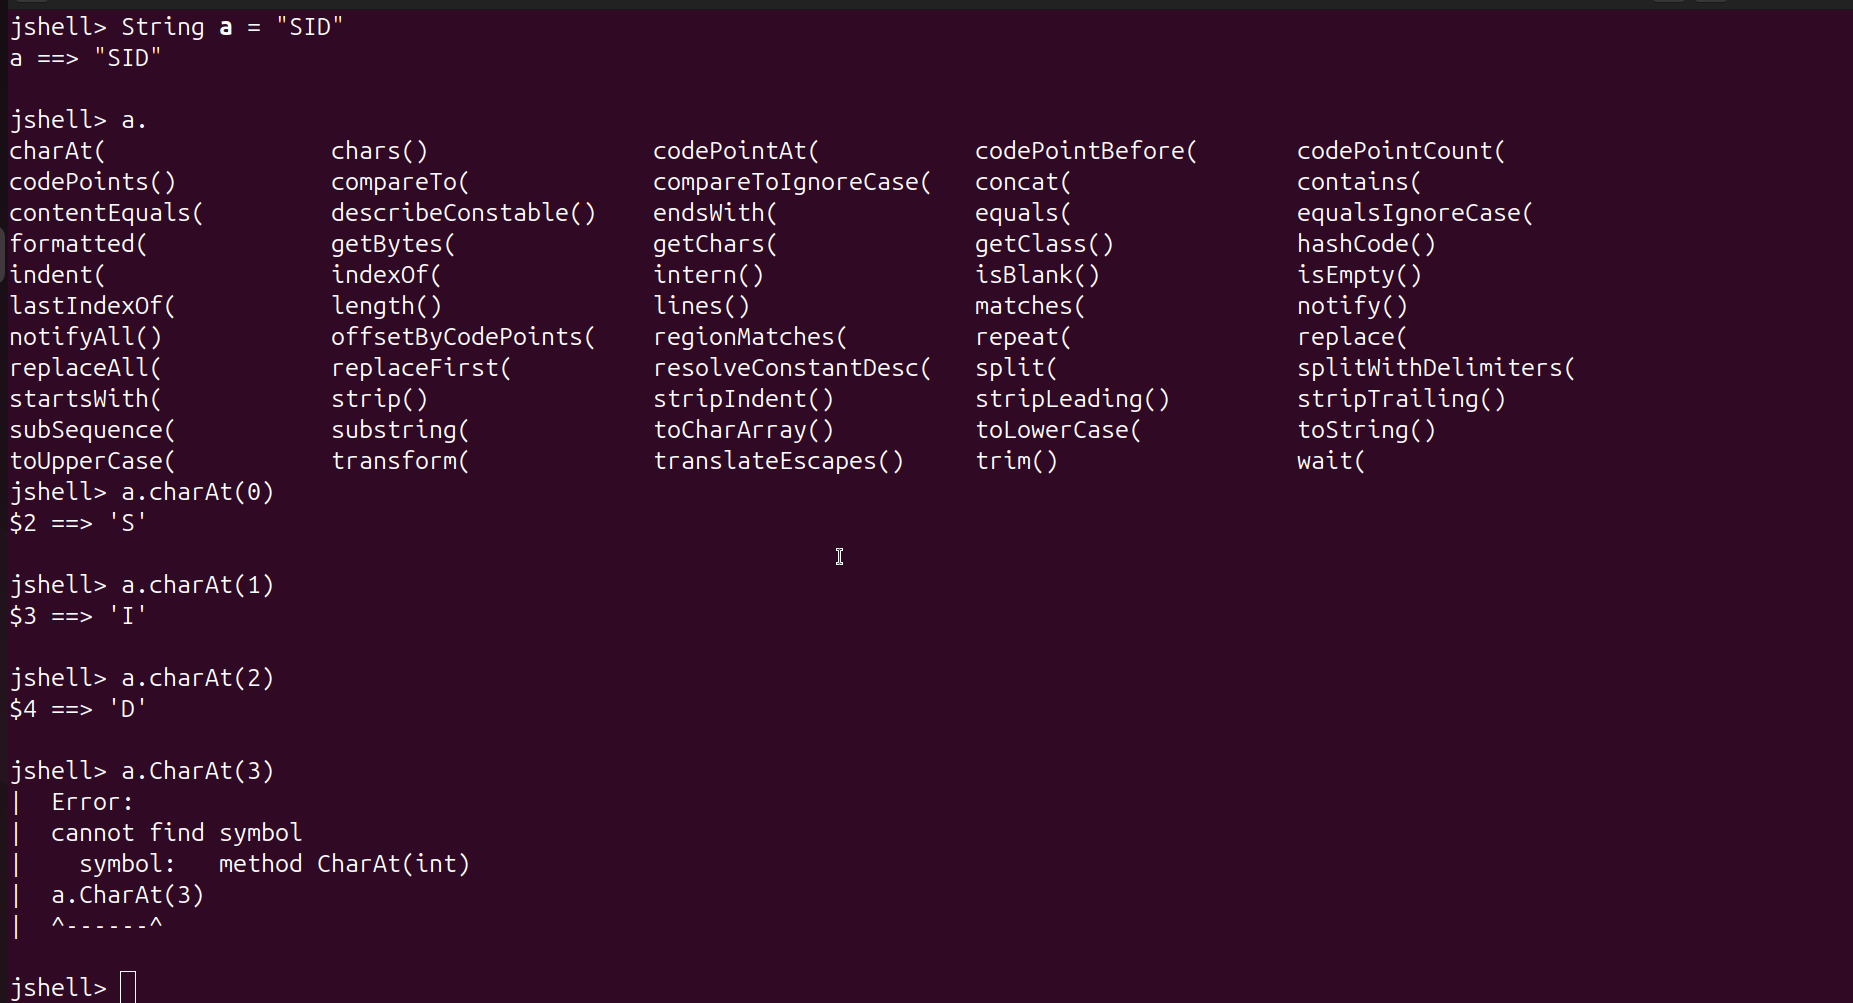 jshell> String a = "SID"
a ==> "SID"

jshell> a.
charAt(                chars()                codePointAt(           codePointBefore(       codePointCount(
codePoints()           compareTo(             compareToIgnoreCase(   concat(                contains(
contentEquals(         describeConstable()    endsWith(              equals(                equalsIgnoreCase(
formatted(             getBytes(              getChars(              getClass()             hashCode()
indent(                indexOf(               intern()               isBlank()              isEmpty()
lastIndexOf(           length()               lines()                matches(               notify()
notifyAll()            offsetByCodePoints(    regionMatches(         repeat(                replace(
replaceAll(            replaceFirst(          resolveConstantDesc(   split(                 splitWithDelimiters(
startsWith(            strip()                stripIndent()          stripLeading()         stripTrailing()
subSequence(           substring(             toCharArray()          toLowerCase(           toString()
toUpperCase(           transform(             translateEscapes()     trim()                 wait(
jshell> a.charAt(0)
$2 ==> 'S'

jshell> a.charAt(1)
$3 ==> 'I'

jshell> a.charAt(2)
$4 ==> 'D'

jshell> a.CharAt(3)
|  Error:
|  cannot find symbol
|    symbol:   method CharAt(int)
|  a.CharAt(3)
|  ^------^

jshell>